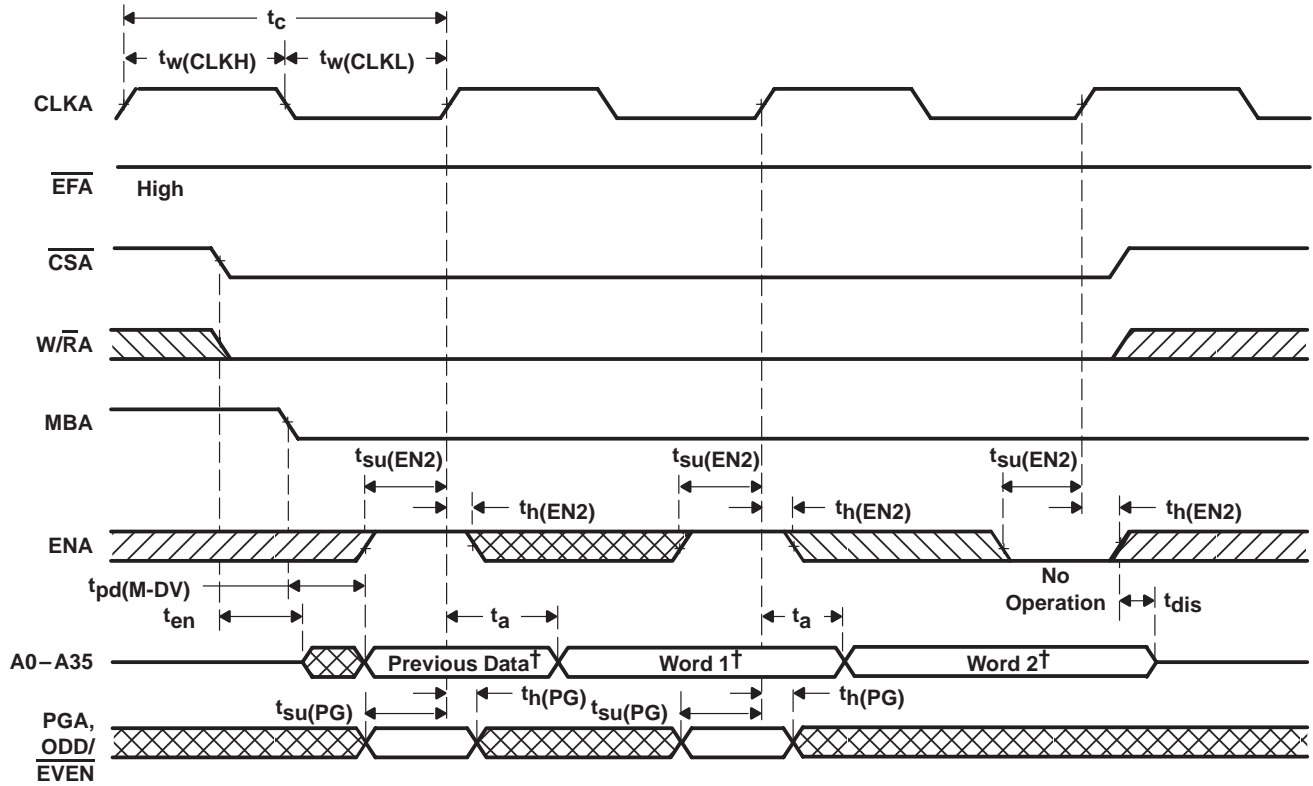 tc
tw(CLKH) tw(CLKL)
CLKA
EFA High
CSA
W/RA
MBA
tsu(EN2) tsu(EN2) tsu(EN2)
th(EN2) th(EN2) th(EN2)
ENA
No
Operation
tpd(M-DV)
ten ta ta tdis
A0–A35 Previous Data† Word 1† Word 2†
tsu(PG) th(PG) tsu(PG) th(PG)
PGA,
ODD/
EVEN